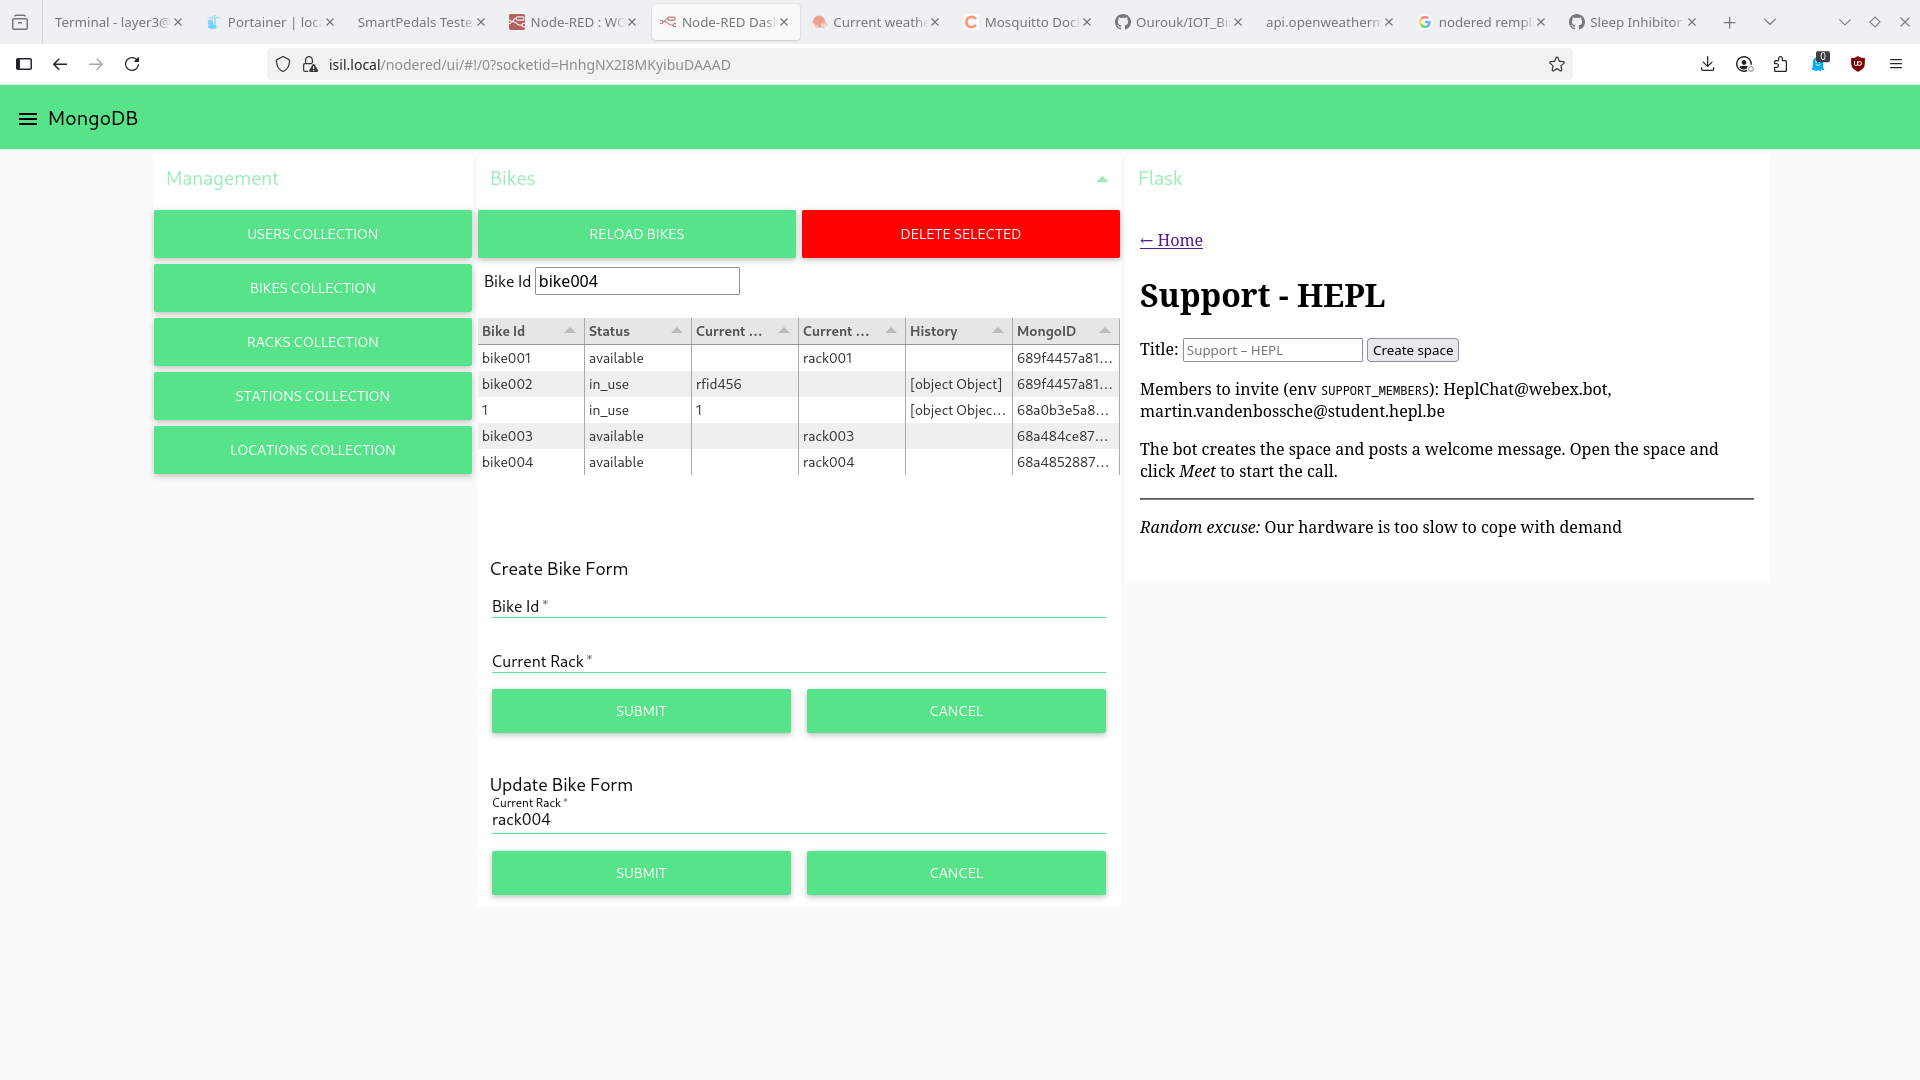 Terminal - layer3@
Portainer | loc
SmartPedals Teste
Node-RED : WO
Node-RED Das
Current weathe
Mosquitto Doc
Ourouk/IOT_Bi
api.openweatherm
nodered rempl
Sleep Inhibitor
isil.local/nodered/ui/#!/0?socketid=HnhgNX2I8MKyibuDAAAD
0
MongoDB
Management
USERS COLLECTION
BIKES COLLECTION
RACKS COLLECTION
STATIONS COLLECTION
LOCATIONS COLLECTION
Bikes
RELOAD BIKES DELETE SELECTED
Bike Id bike004
Bike Id Status Current ... Current ... History MongoID
bike001 available rack001 689f4457a81...
bike002 in_use rfid456 [object Object] 689f4457a81...
1 in_use 1 [object Objec... 68a0b3e5a8...
bike003 available rack003 68a484ce87...
bike004 available rack004 68a4852887...
Create Bike Form
Bike Id *
Current Rack *
SUBMIT CANCEL
Update Bike Form
Current Rack *
rack004
SUBMIT CANCEL
Flask
← Home
Support - HEPL
Title: Support – HEPL Create space
Members to invite (env SUPPORT_MEMBERS): HeplChat@webex.bot,
martin.vandenbossche@student.hepl.be
The bot creates the space and posts a welcome message. Open the space and
click Meet to start the call.
Random excuse: Our hardware is too slow to cope with demand